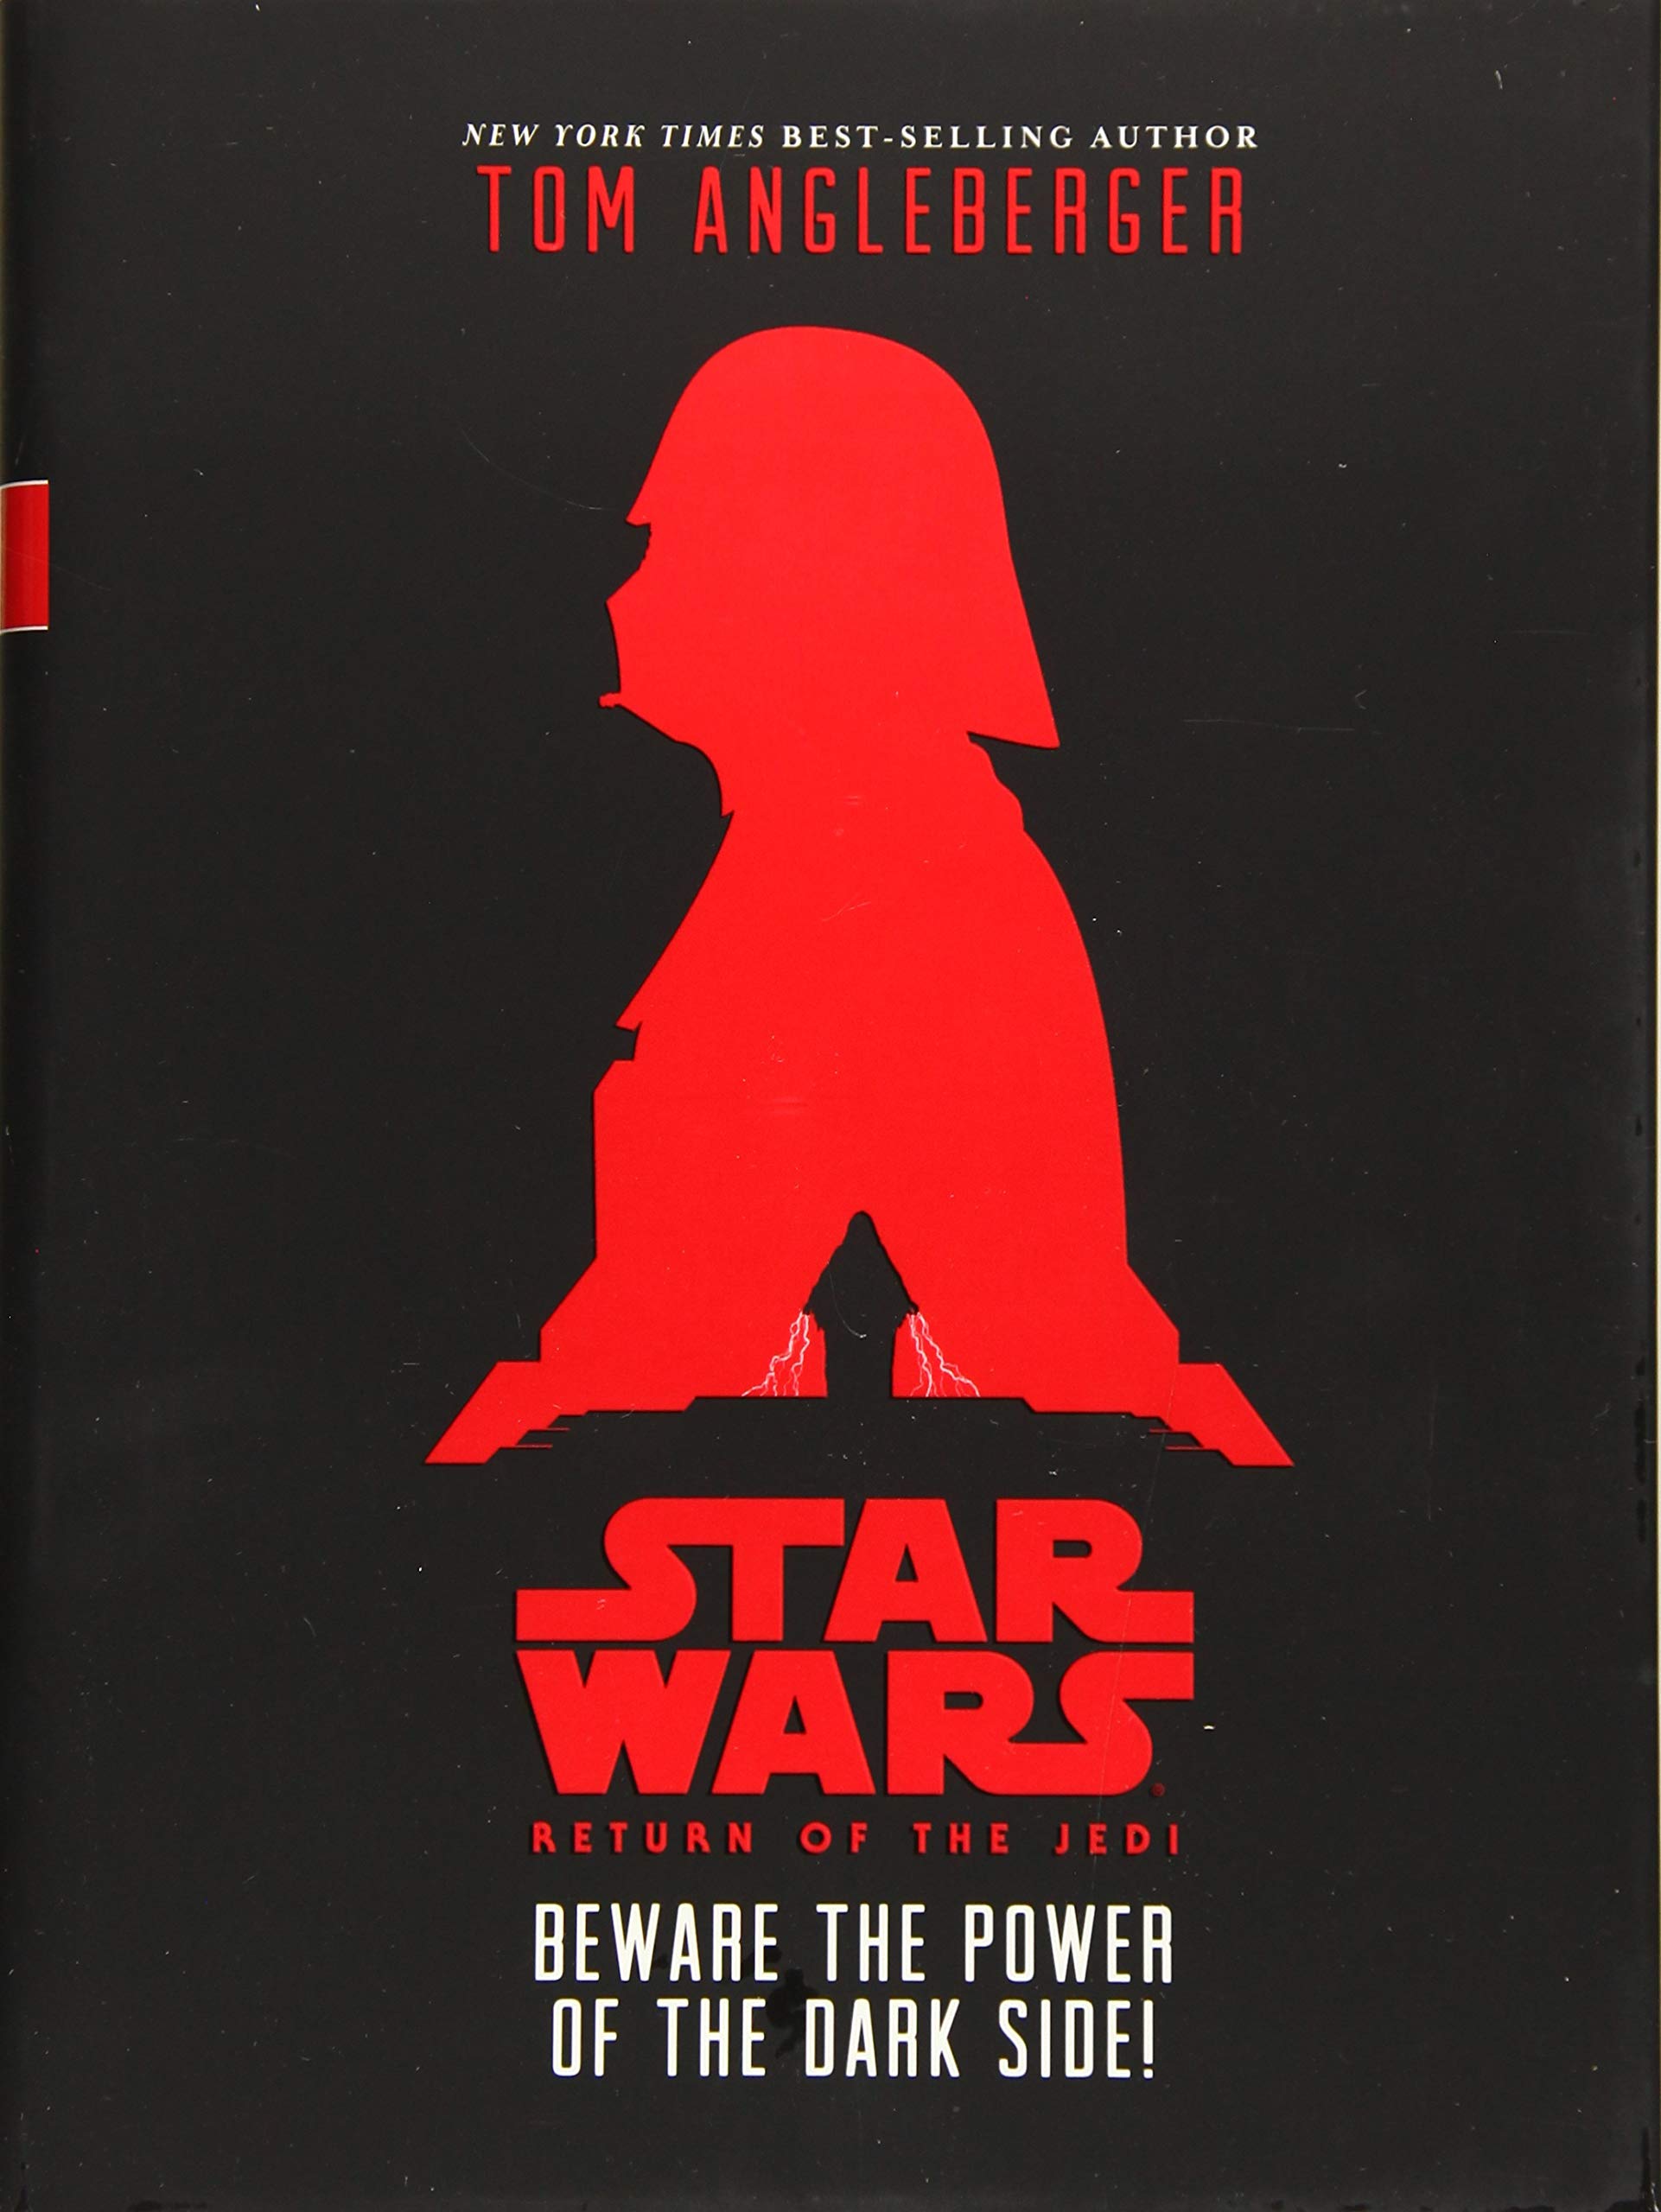 NEW YORK TIMES BEST-SELLING AUTHOR
TOM ANGLEBERGER
STAR
WARS®
RETURN OF THE JEDI
BEWARE THE POWER
OF THE DARK SIDE!